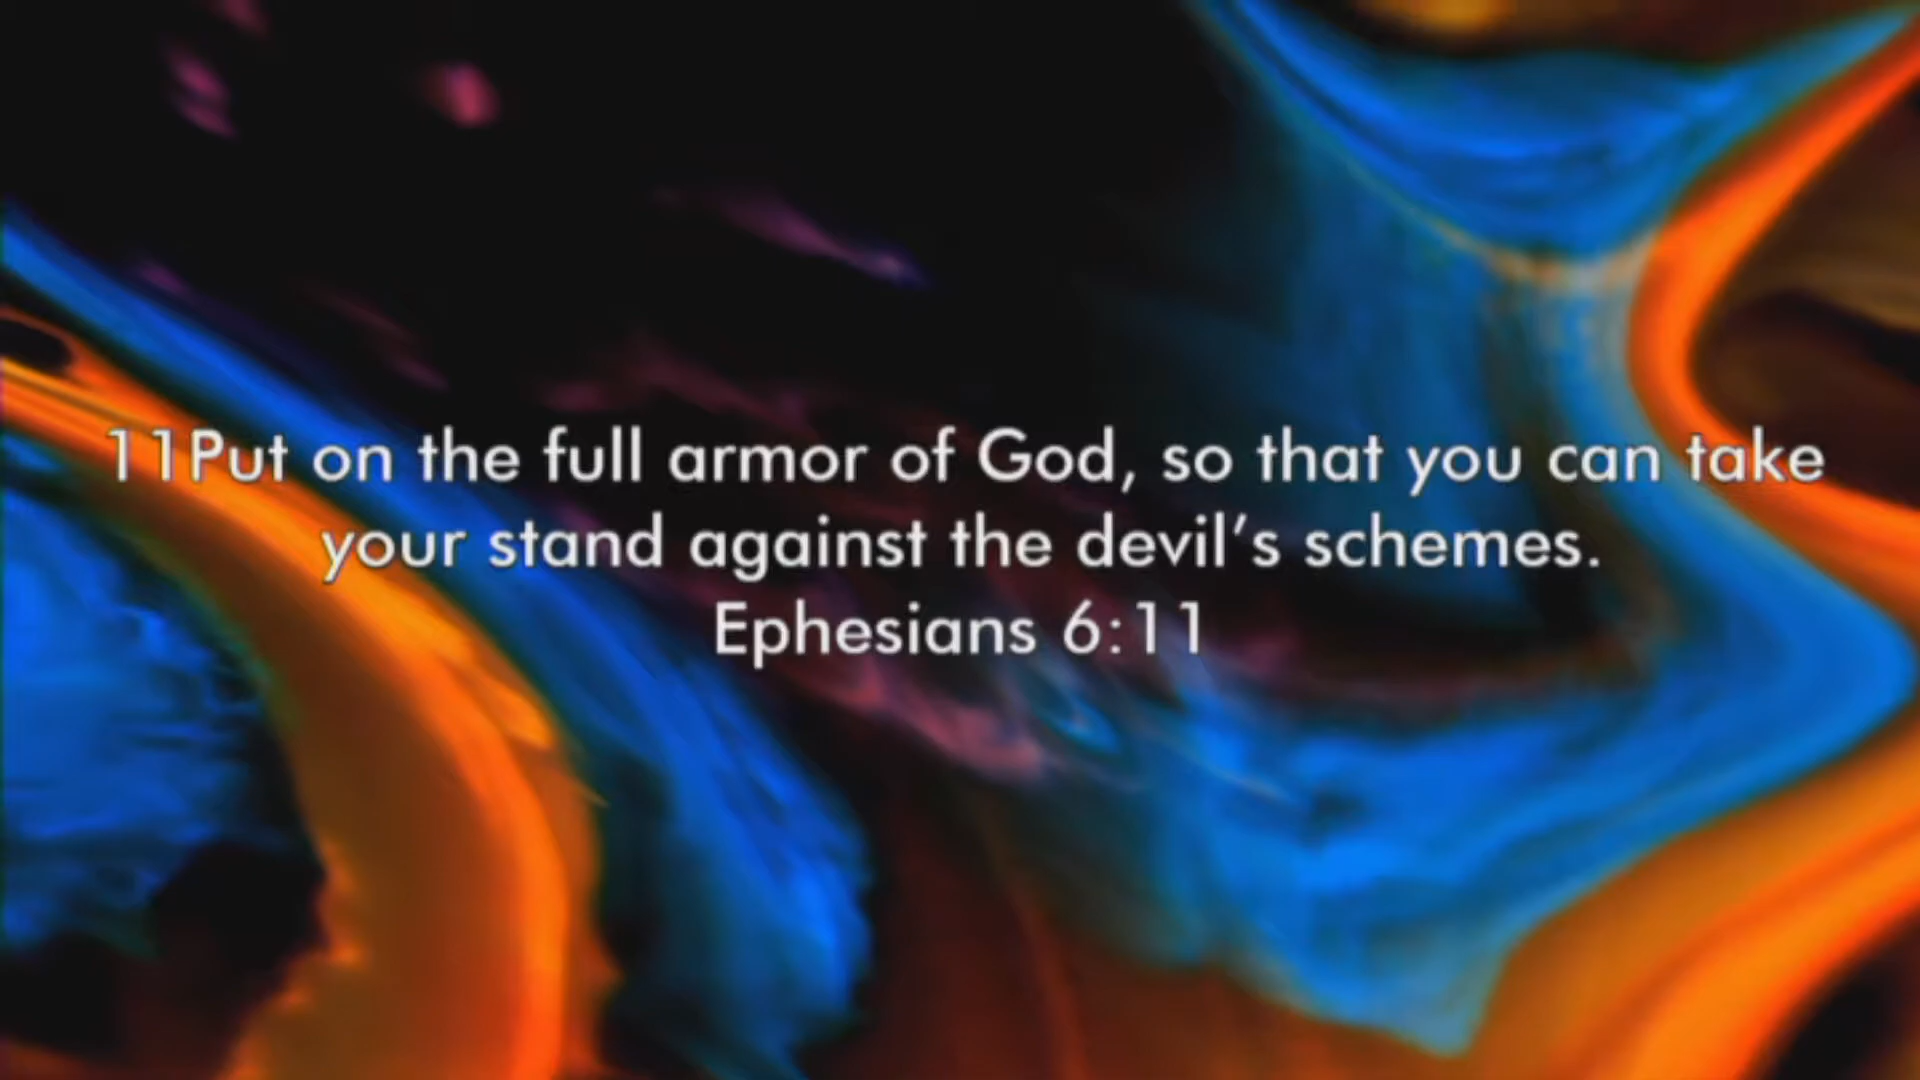 11Put on the full armor of God, so that you can take
your stand against the devil’s schemes.
Ephesians 6:11